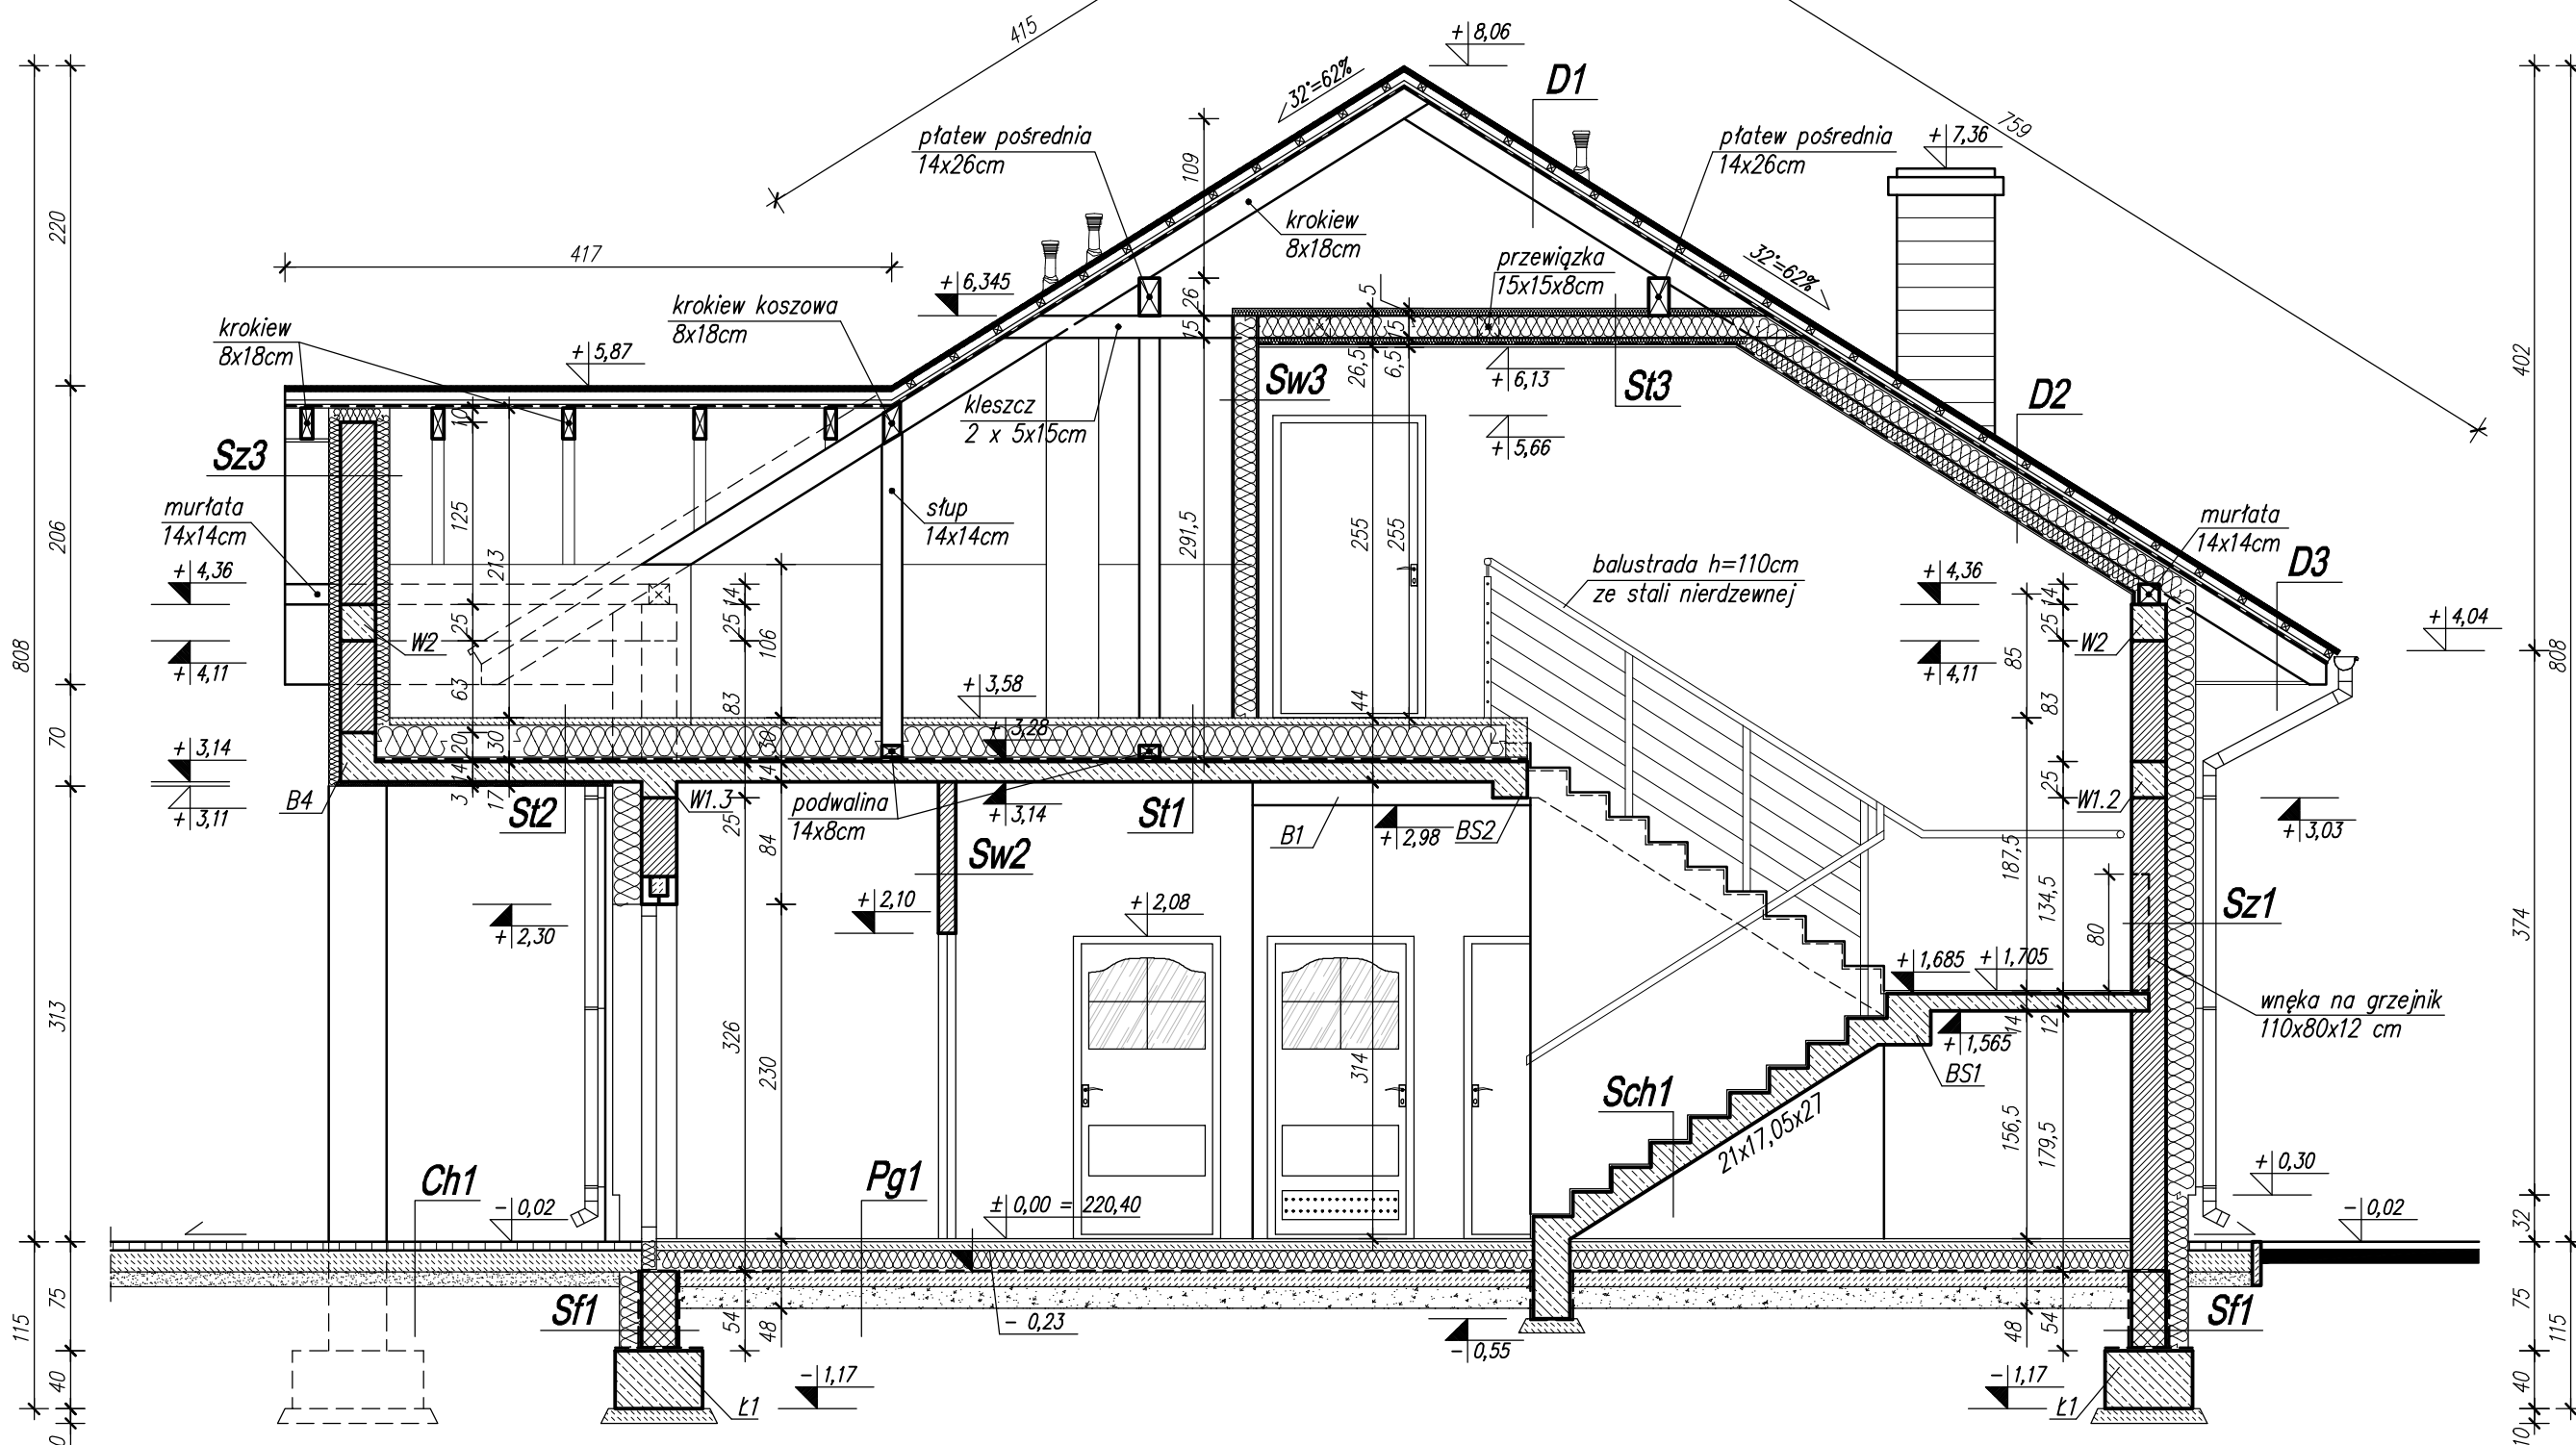 415
+ 8,06
32°=62%
D1
759
płatew pośrednia
14x26cm
płatew pośrednia
14x26cm
+ 7,36
109
220
krokiew
8x18cm
417
przewiązka
15x15x8cm
32°=62%
+ 6,345
26
15
5
15
26,5
6,5
krokiew koszowa
8x18cm
krokiew
8x18cm
+ 5,87
+ 6,13
Sw3
St3
402
D2
kleszcz
2 x 5x15cm
+ 5,66
10
Sz3
murłata
14x14cm
125
213
słup
14x14cm
291,5
255
255
206
murłata
14x14cm
balustrada h=110cm
ze stali nierdzewnej
D3
+ 4,36
+ 4,11
W2
25
63
14
25
106
83
+ 4,36
+ 4,11
14
25
85
83
W2
+ 4,04
808
808
+ 3,58
+ 3,28
44
70
+ 3,14
+ 3,11
B4
20
30
14
3
17
St2
W1.3
30
14
25
84
podwalina
14x8cm
+ 3,14
St1
B1
+ 2,98
BS2
25
W1.2
+ 3,03
Sw2
187,5
134,5
80
Sz1
374
+ 2,30
+ 2,10
+ 2,08
+ 1,685
+ 1,705
wnęka na grzejnik
110x80x12 cm
313
326
230
314
14
12
+ 1,565
BS1
Sch1
21x17,05x27
156,5
179,5
Ch1
Pg1
- 0,02
± 0,00 = 220,40
+ 0,30
- 0,02
32
75
115
Sf1
54
48
- 0,23
- 0,55
48
54
Sf1
75
115
40
- 1,17
Ł1
- 1,17
Ł1
40
10